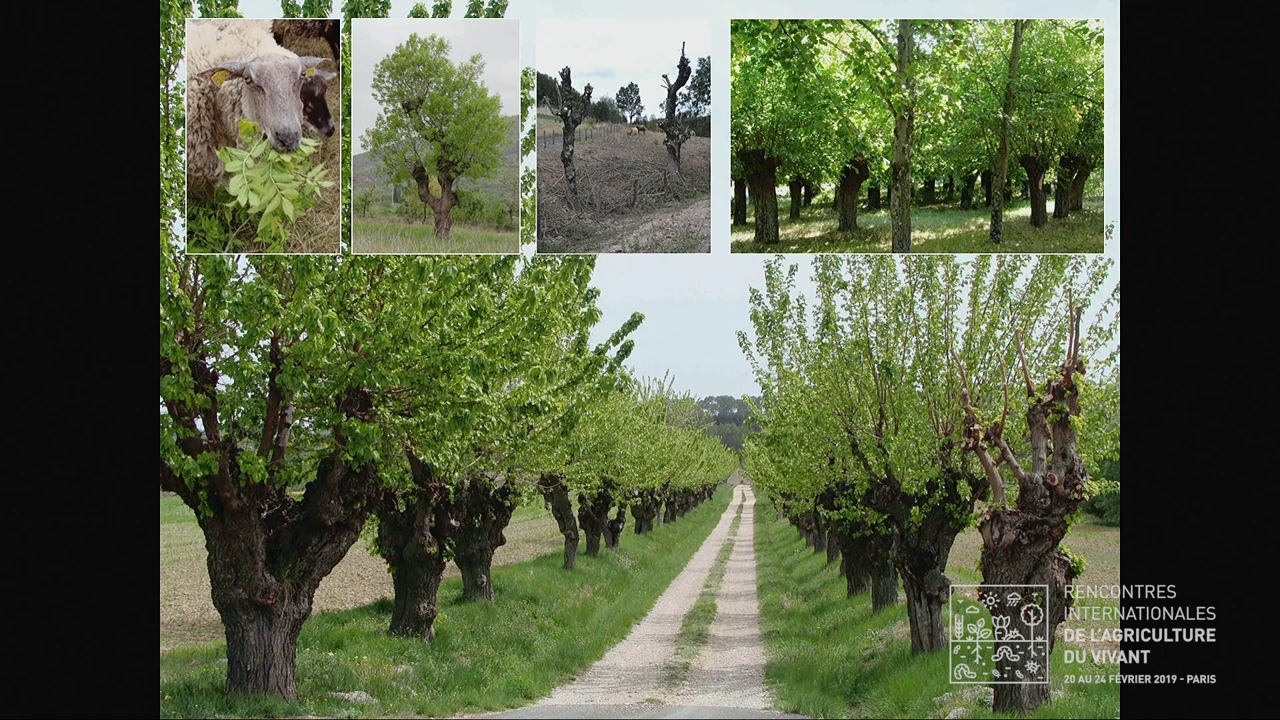 RENCONTRES
INTERNATIONALES
DE L'AGRICULTURE
DU VIVANT
20 AU 24 FÉVRIER 2019 - PARIS